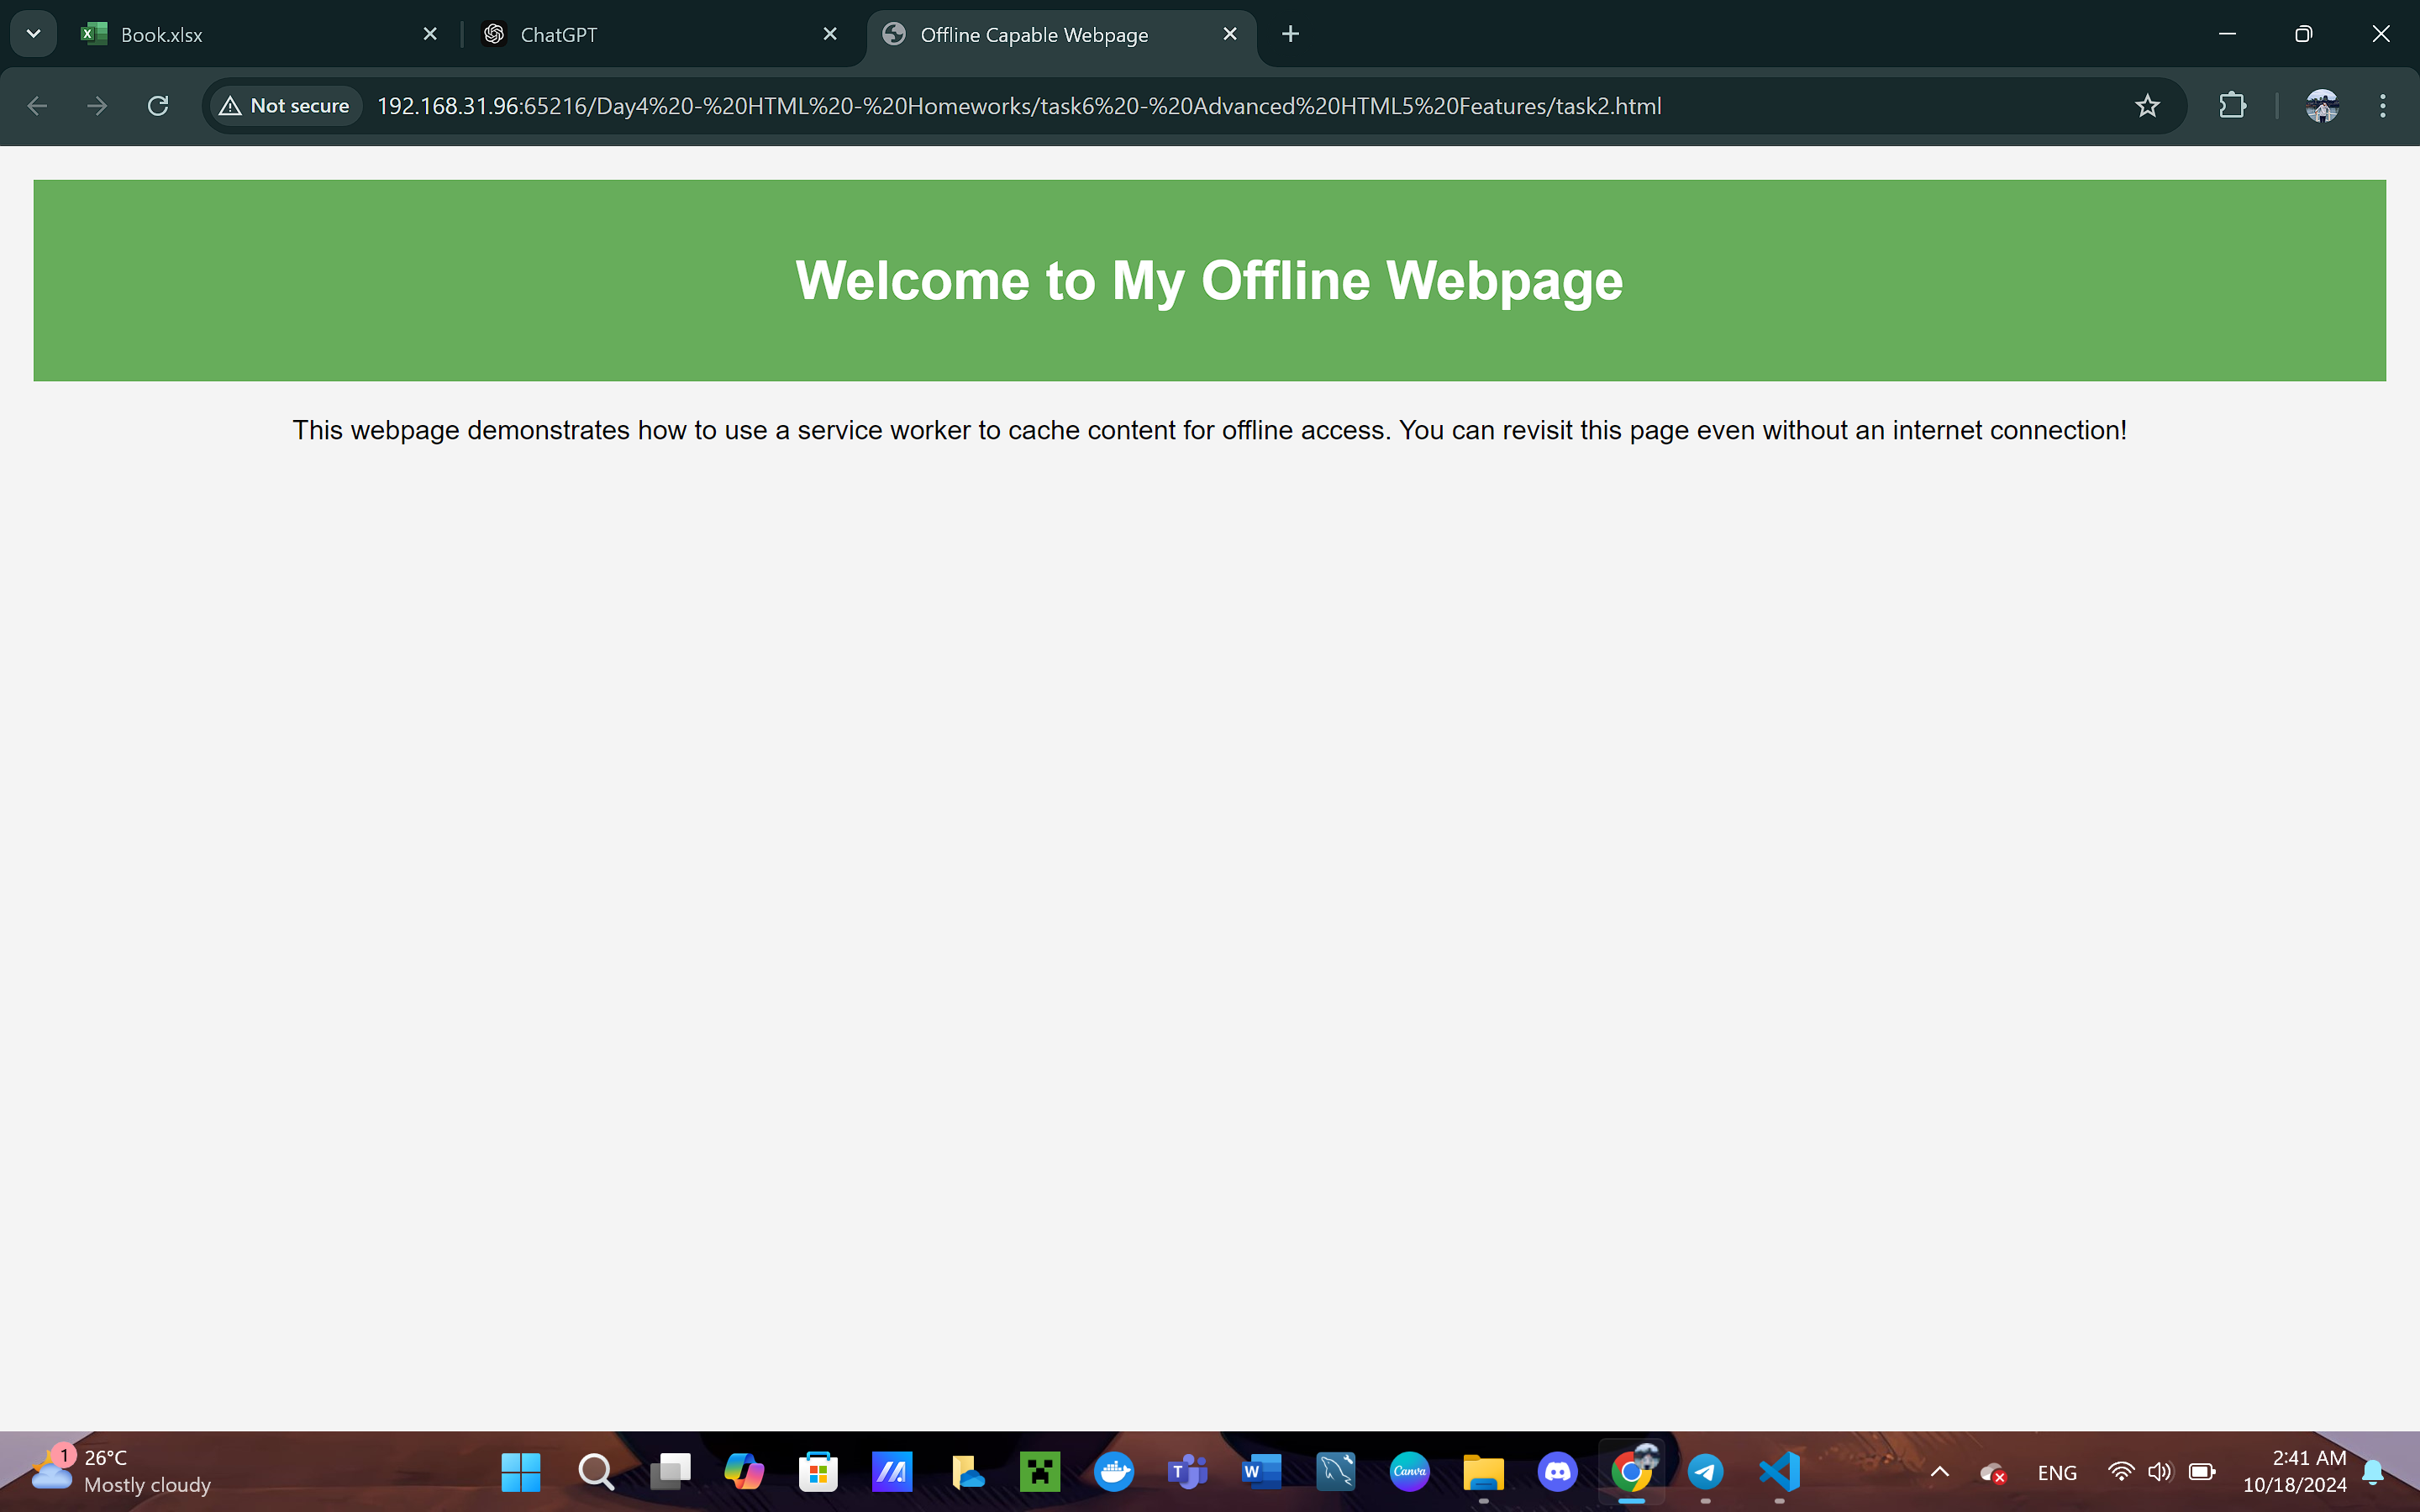 Book.xlsx
ChatGPT
Offline Capable Webpage
Not secure
192.168.31.96:65216/Day4%20-%20HTML%20-%20Homeworks/task6%20-%20Advanced%20HTML5%20Features/task2.html
Welcome to My Offline Webpage
This webpage demonstrates how to use a service worker to cache content for offline access. You can revisit this page even without an internet connection!
1
26°C
Mostly cloudy
T
W
Canva
ENG
2:41 AM
10/18/2024